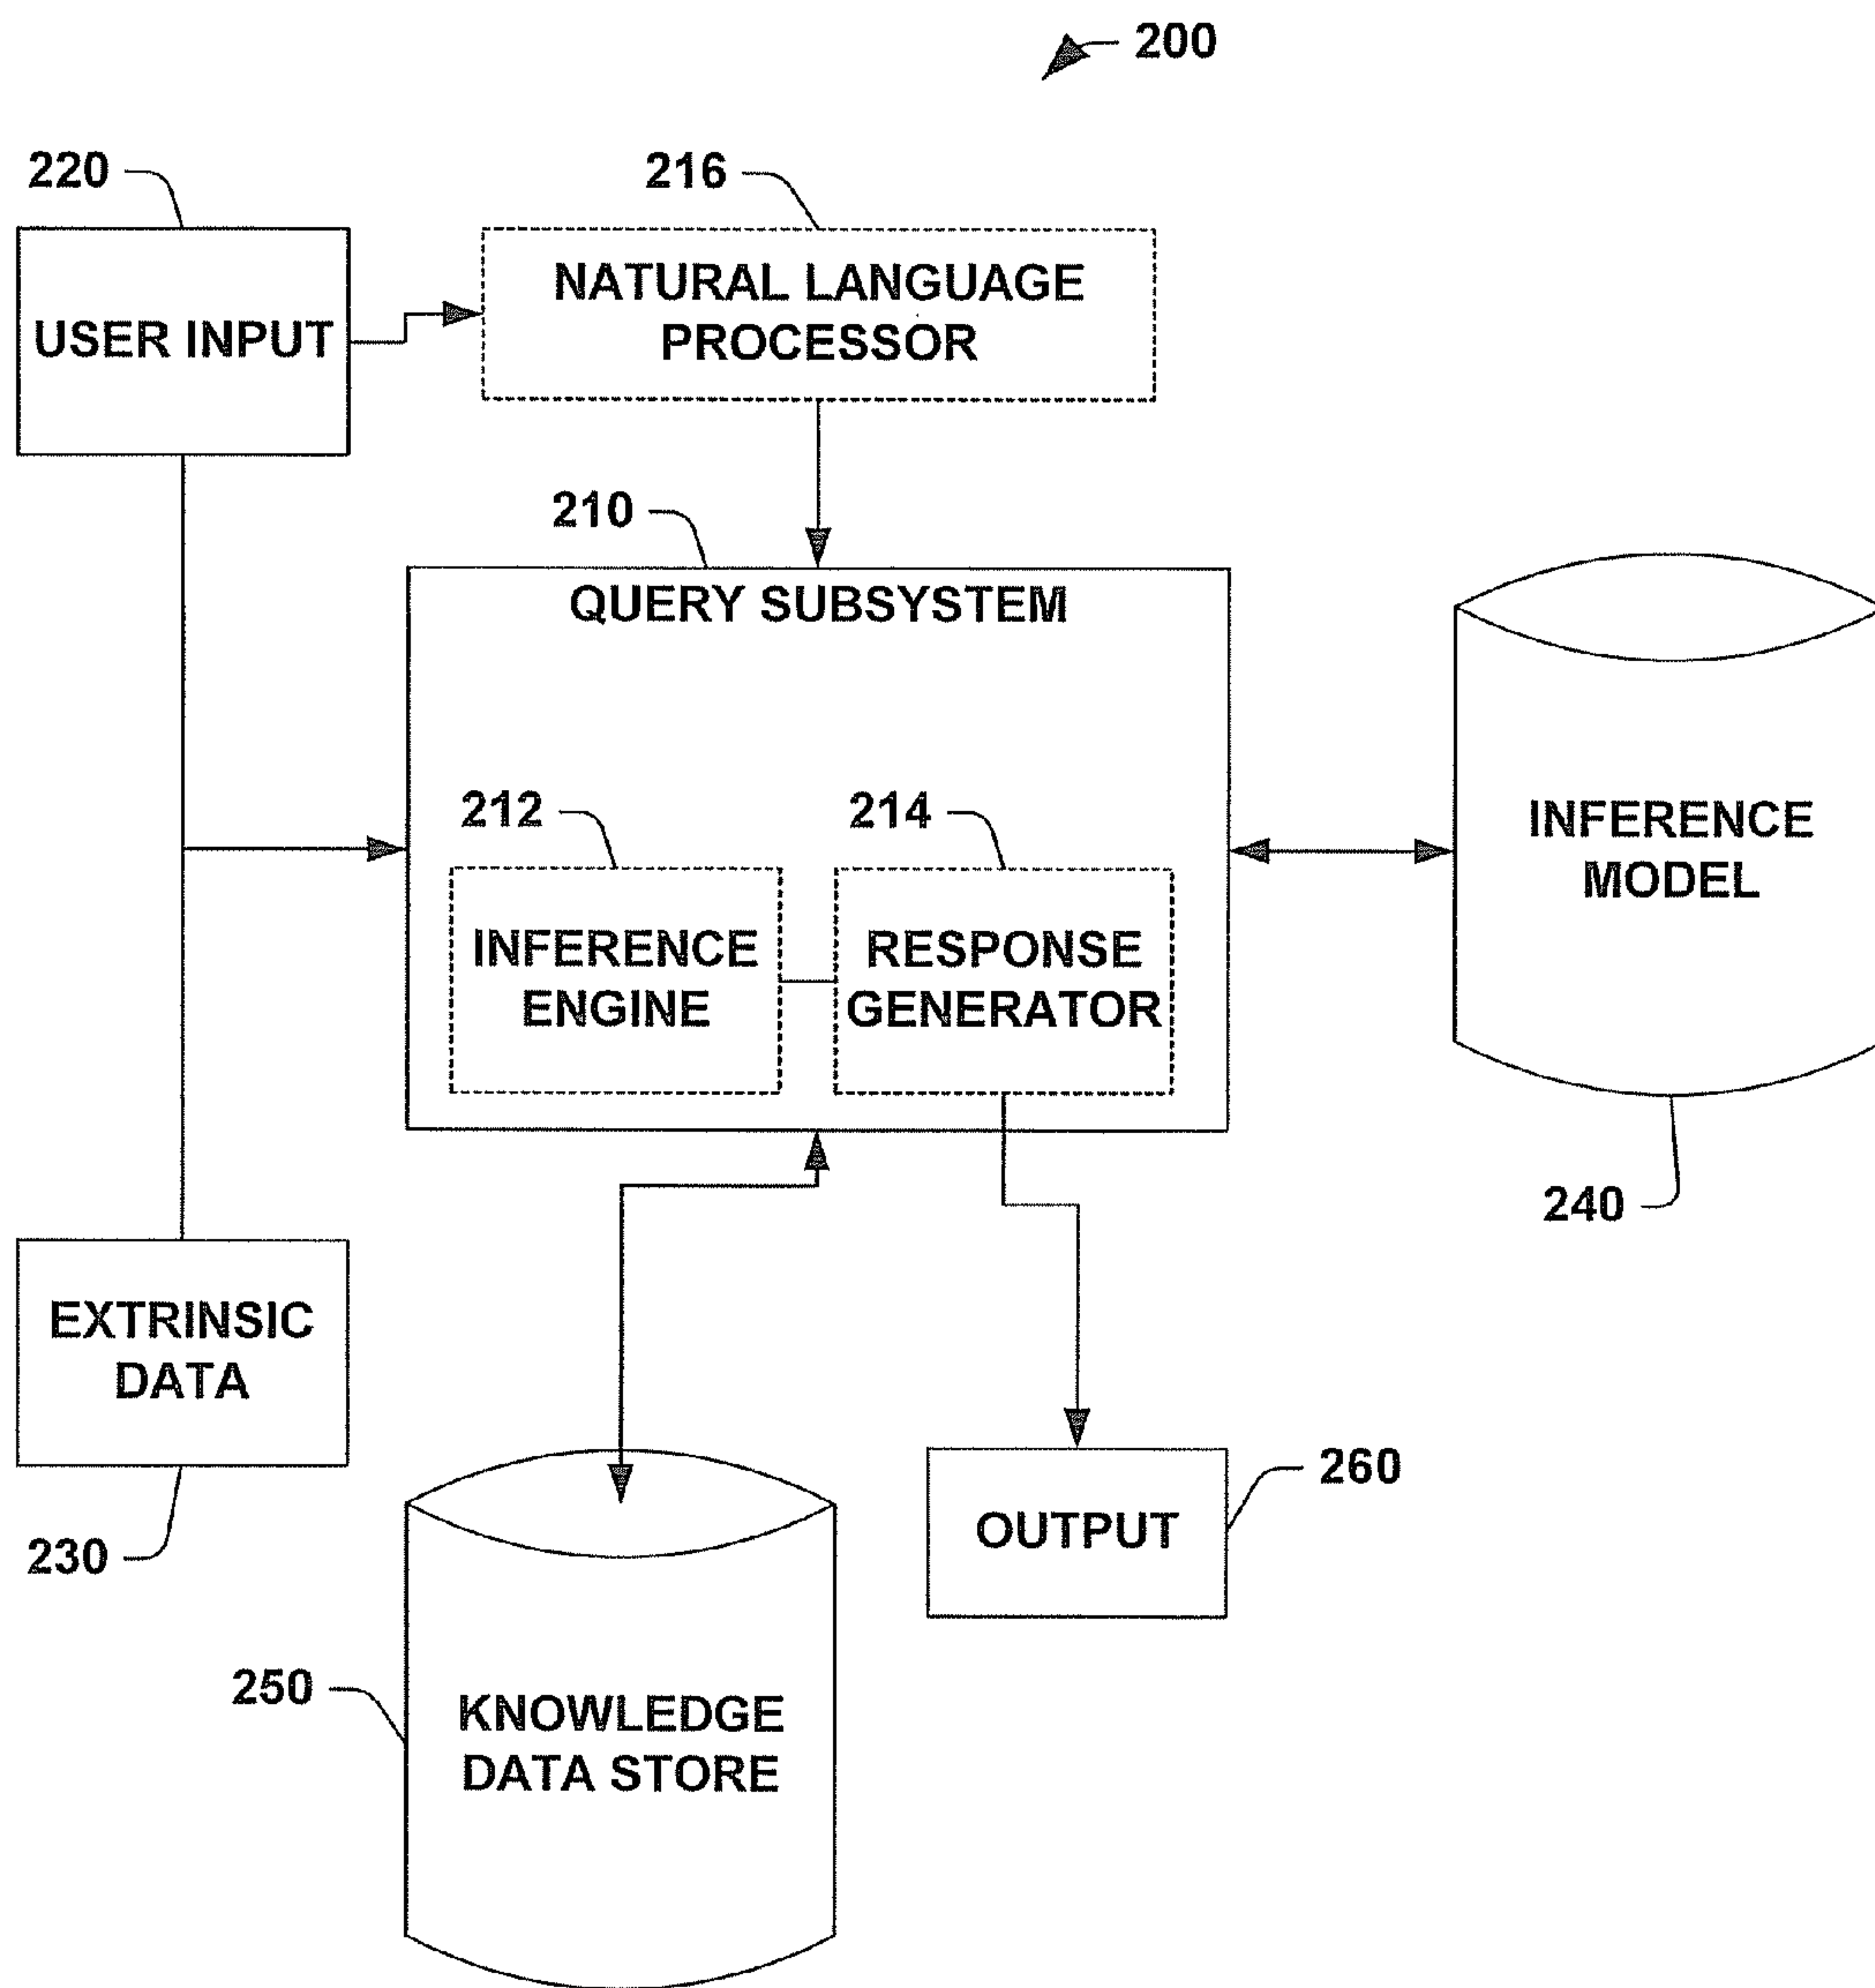 200
220
216
USER INPUT
NATURAL LANGUAGE
PROCESSOR
210
QUERY SUBSYSTEM
212
214
INFERENCE
ENGINE
RESPONSE
GENERATOR
INFERENCE
MODEL
240
EXTRINSIC
DATA
230
260
OUTPUT
250
KNOWLEDGE
DATA STORE